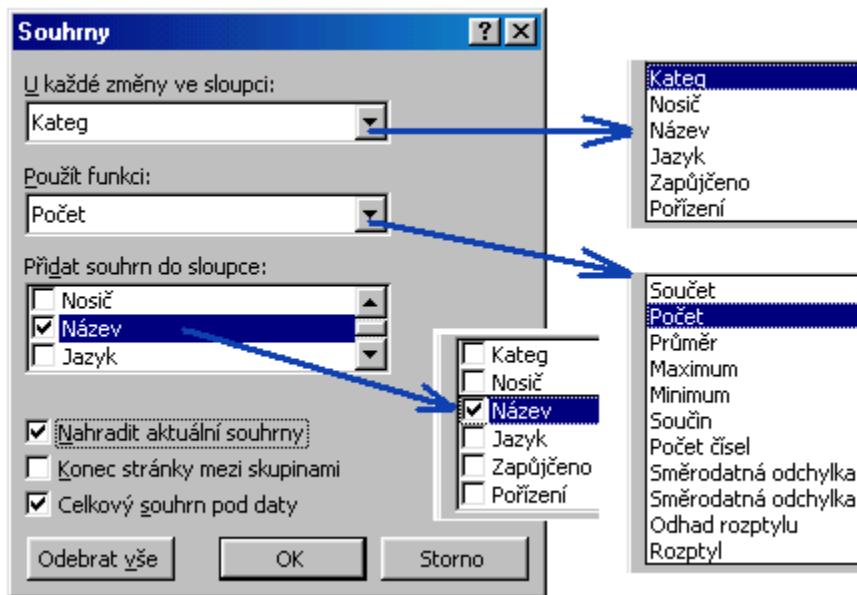 Souhrny
U každé změny ve sloupci:
Kateg
Použít funkci:
Počet
Přidat souhrn do sloupce:
Nosič
Název
Jazyk
Nahradit aktuální souhrny
Konec stránky mezi skupinami
Celkový souhrn pod daty
Odebrat vše
OK
Storno
Kateg
Nosič
Název
Jazyk
Zapůjčeno
Pořízení
Kateg
Nosič
Název
Jazyk
Zapůjčeno
Pořízení
Součet
Počet
Průměr
Maximum
Minimum
Součin
Počet čísel
Směrodatná odchylka
Směrodatná odchylka
Odhad rozptylu
Rozptyl